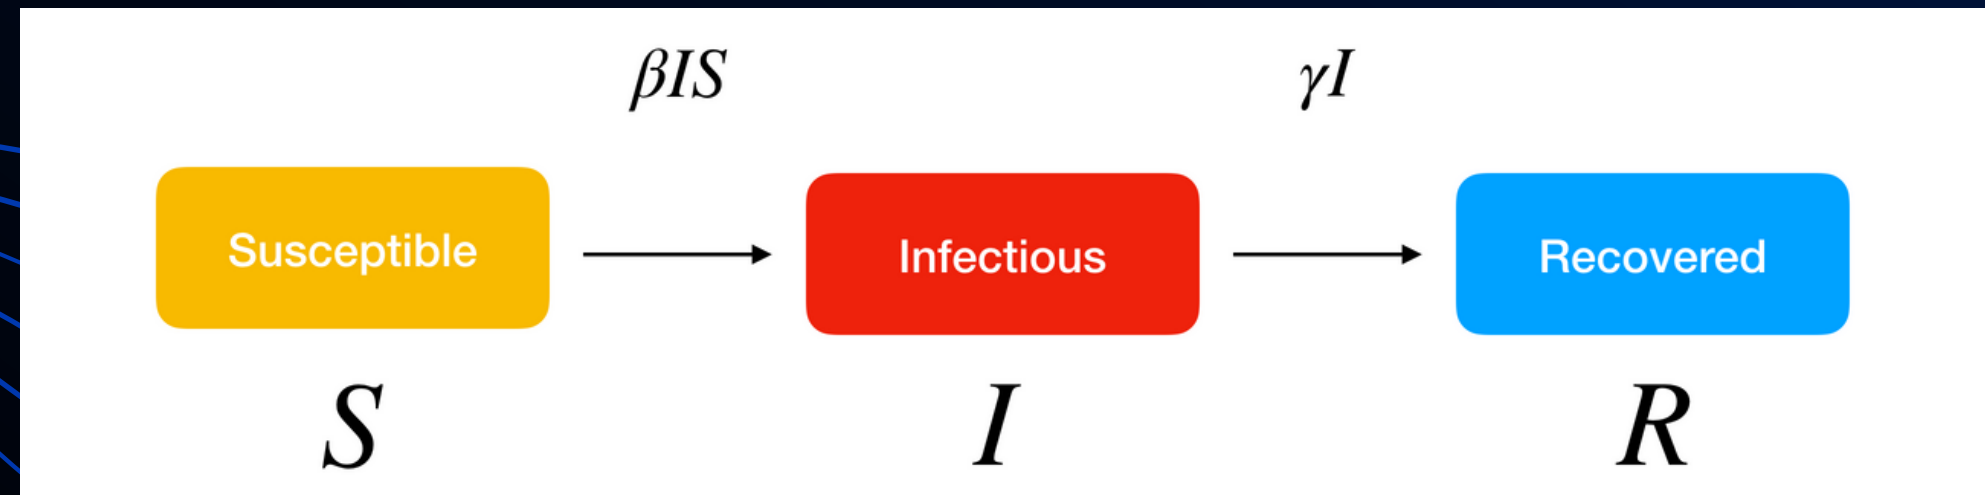 βIS
γI
Susceptible
Infectious
Recovered
S
I
R